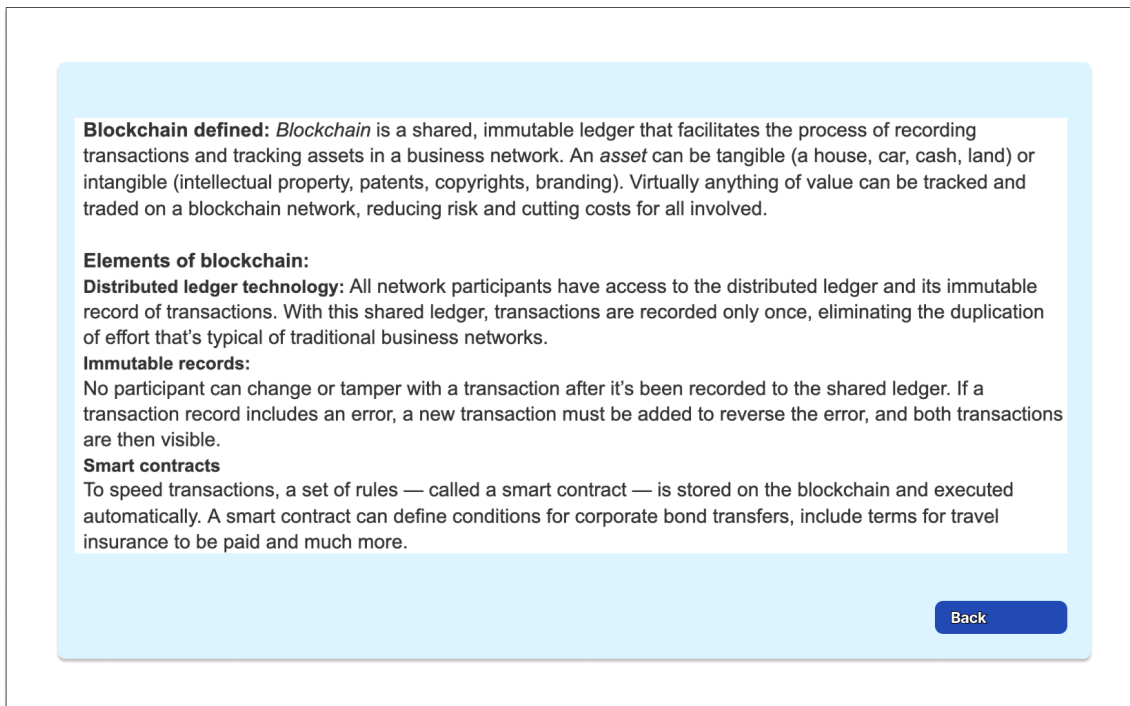 Blockchain defined: Blockchain is a shared, immutable ledger that facilitates the process of recording
transactions and tracking assets in a business network. An asset can be tangible (a house, car, cash, land) or
intangible (intellectual property, patents, copyrights, branding). Virtually anything of value can be tracked and
traded on a blockchain network, reducing risk and cutting costs for all involved.
Elements of blockchain:
Distributed ledger technology: All network participants have access to the distributed ledger and its immutable
record of transactions. With this shared ledger, transactions are recorded only once, eliminating the duplication
of effort that’s typical of traditional business networks.
Immutable records:
No participant can change or tamper with a transaction after it’s been recorded to the shared ledger. If a
transaction record includes an error, a new transaction must be added to reverse the error, and both transactions
are then visible.
Smart contracts
To speed transactions, a set of rules — called a smart contract — is stored on the blockchain and executed
automatically. A smart contract can define conditions for corporate bond transfers, include terms for travel
insurance to be paid and much more.
Back